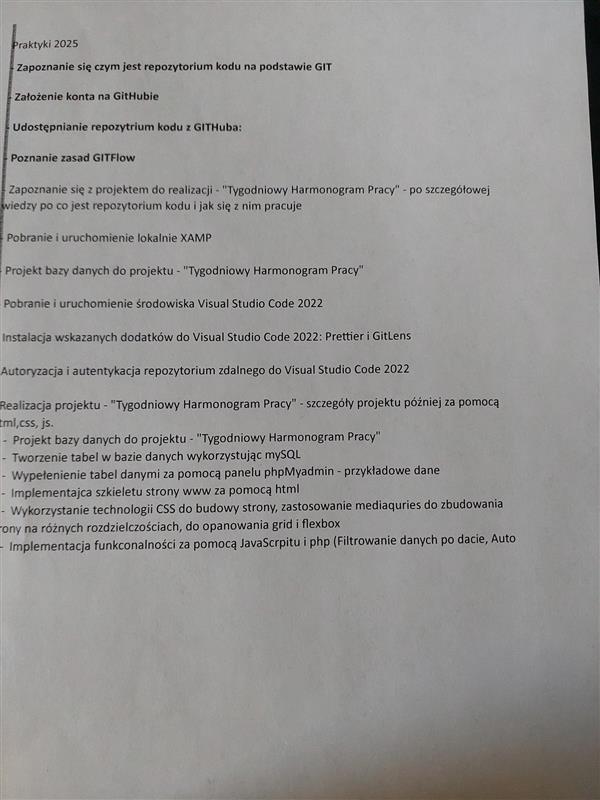 Praktyki 2025
- Zapoznanie się czym jest repozytorium kodu na podstawie GIT
- Założenie konta na GitHubie
- Udostępnianie repozytrium kodu z GITHuba:
- Poznanie zasad GITFlow
- Zapoznanie się z projektem do realizacji - "Tygodniowy Harmonogram Pracy" - po szczegółowej
wiedzy po co jest repozytorium kodu i jak się z nim pracuje
- Pobranie i uruchomienie lokalnie XAMP
- Projekt bazy danych do projektu - "Tygodniowy Harmonogram Pracy"
Pobranie i uruchomienie środowiska Visual Studio Code 2022
Instalacja wskazanych dodatków do Visual Studio Code 2022: Prettier i GitLens
Autoryzacja i autentykacja repozytorium zdalnego do Visual Studio Code 2022
Realizacja projektu - "Tygodniowy Harmonogram Pracy" - szczegóły projektu później za pomocą
tml,css, js.
- Projekt bazy danych do projektu - "Tygodniowy Harmonogram Pracy"
- Tworzenie tabel w bazie danych wykorzystując mySQL
- Wypełenienie tabel danymi za pomocą panelu phpMyadmin - przykładowe dane
- Implementajca szkieletu strony www za pomocą html
- Wykorzystanie technologii CSS do budowy strony, zastosowanie mediaquries do zbudowania
rony na różnych rozdzielczościach, do opanowania grid i flexbox
- Implementacja funkconalności za pomocą JavaScrpitu i php (Filtrowanie danych po dacie, Auto